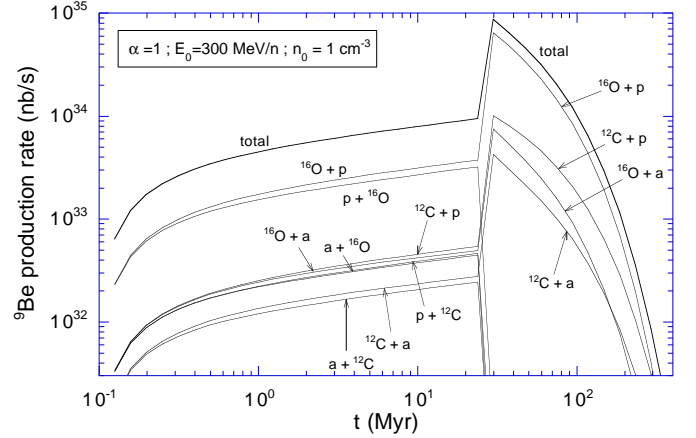 10³⁵
α =1 ; E₀=300 MeV/n ; n₀ = 1 cm⁻³
total
¹⁶O + p
10³⁴
total
¹²C + p
¹⁶O + p
¹⁶O + a
p + ¹⁶O
10³³
¹²C + p
¹⁶O + a
a + ¹⁶O
¹²C + a
p + ¹²C
10³²
¹²C + a
a + ¹²C
⁹Be production rate (nb/s)
10⁻¹
10⁰
10¹
10²
t (Myr)